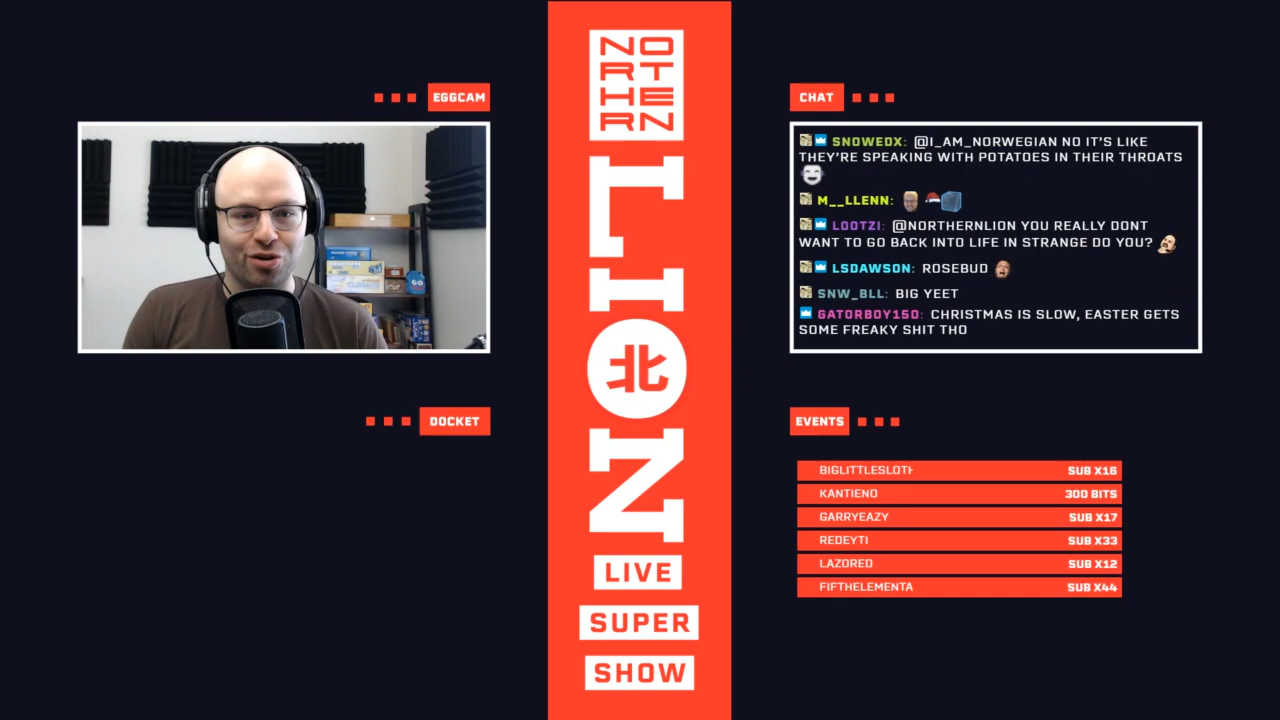 EGGCAM
DOCKET
NO
RT
HE
RN
LION
北
LIVE
SUPER
SHOW
CHAT
SNOWEDX: @I_AM_NORWEGIAN NO IT'S LIKE
THEY'RE SPEAKING WITH POTATOES IN THEIR THROATS
M__LLENN:
LOOTZI: @NORTHERNLION YOU REALLY DONT
WANT TO GO BACK INTO LIFE IN STRANGE DO YOU?
LSDAWSON: ROSEBUD
SNW_BLL: BIG YEET
GATORBOY150: CHRISTMAS IS SLOW, EASTER GETS
SOME FREAKY SHIT THO
EVENTS
BIGLITTLESLOTH SUB X16
KANTIENO 300 BITS
GARRYEAZY SUB X17
REDEYTI SUB X33
LAZORED SUB X12
FIFTHELEMENTA SUB X44